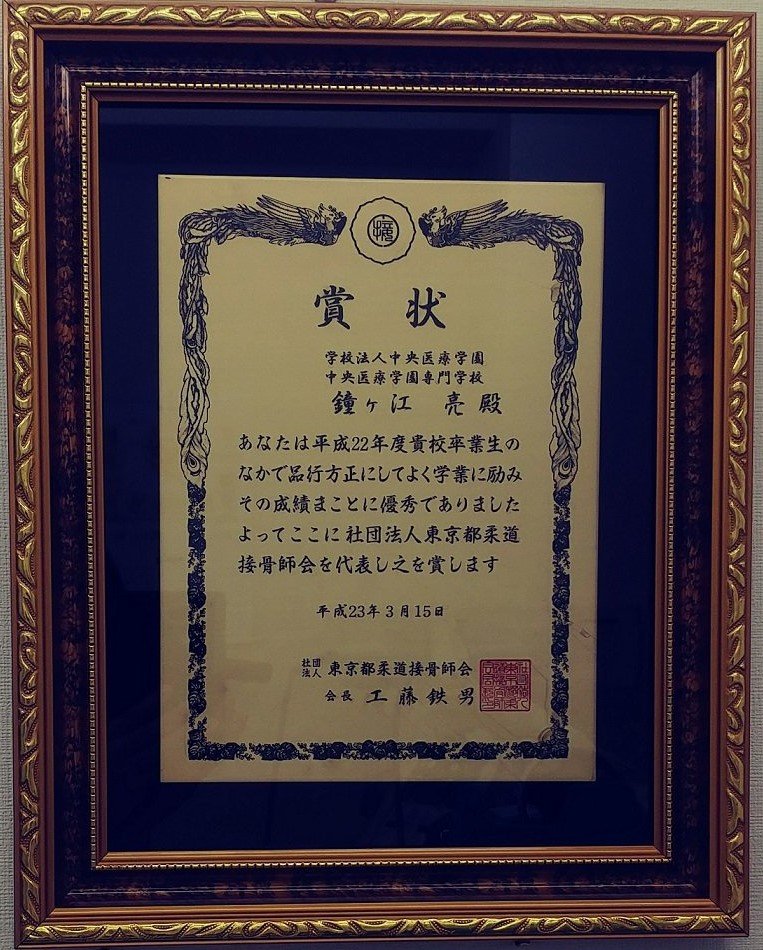 賞状
学校法人中央医療学園
中央医療学園専門学校
鐘ヶ江 亮 殿
あなたは平成22年度貴校卒業生の
なかで品行方正にしてよく学業に励み
その成績まことに優秀でありました
よってここに社団法人東京都柔道
接骨師会を代表し之を賞します
平成23年3月15日
社団法人 東京都柔道接骨師会
会長 工藤鉄男